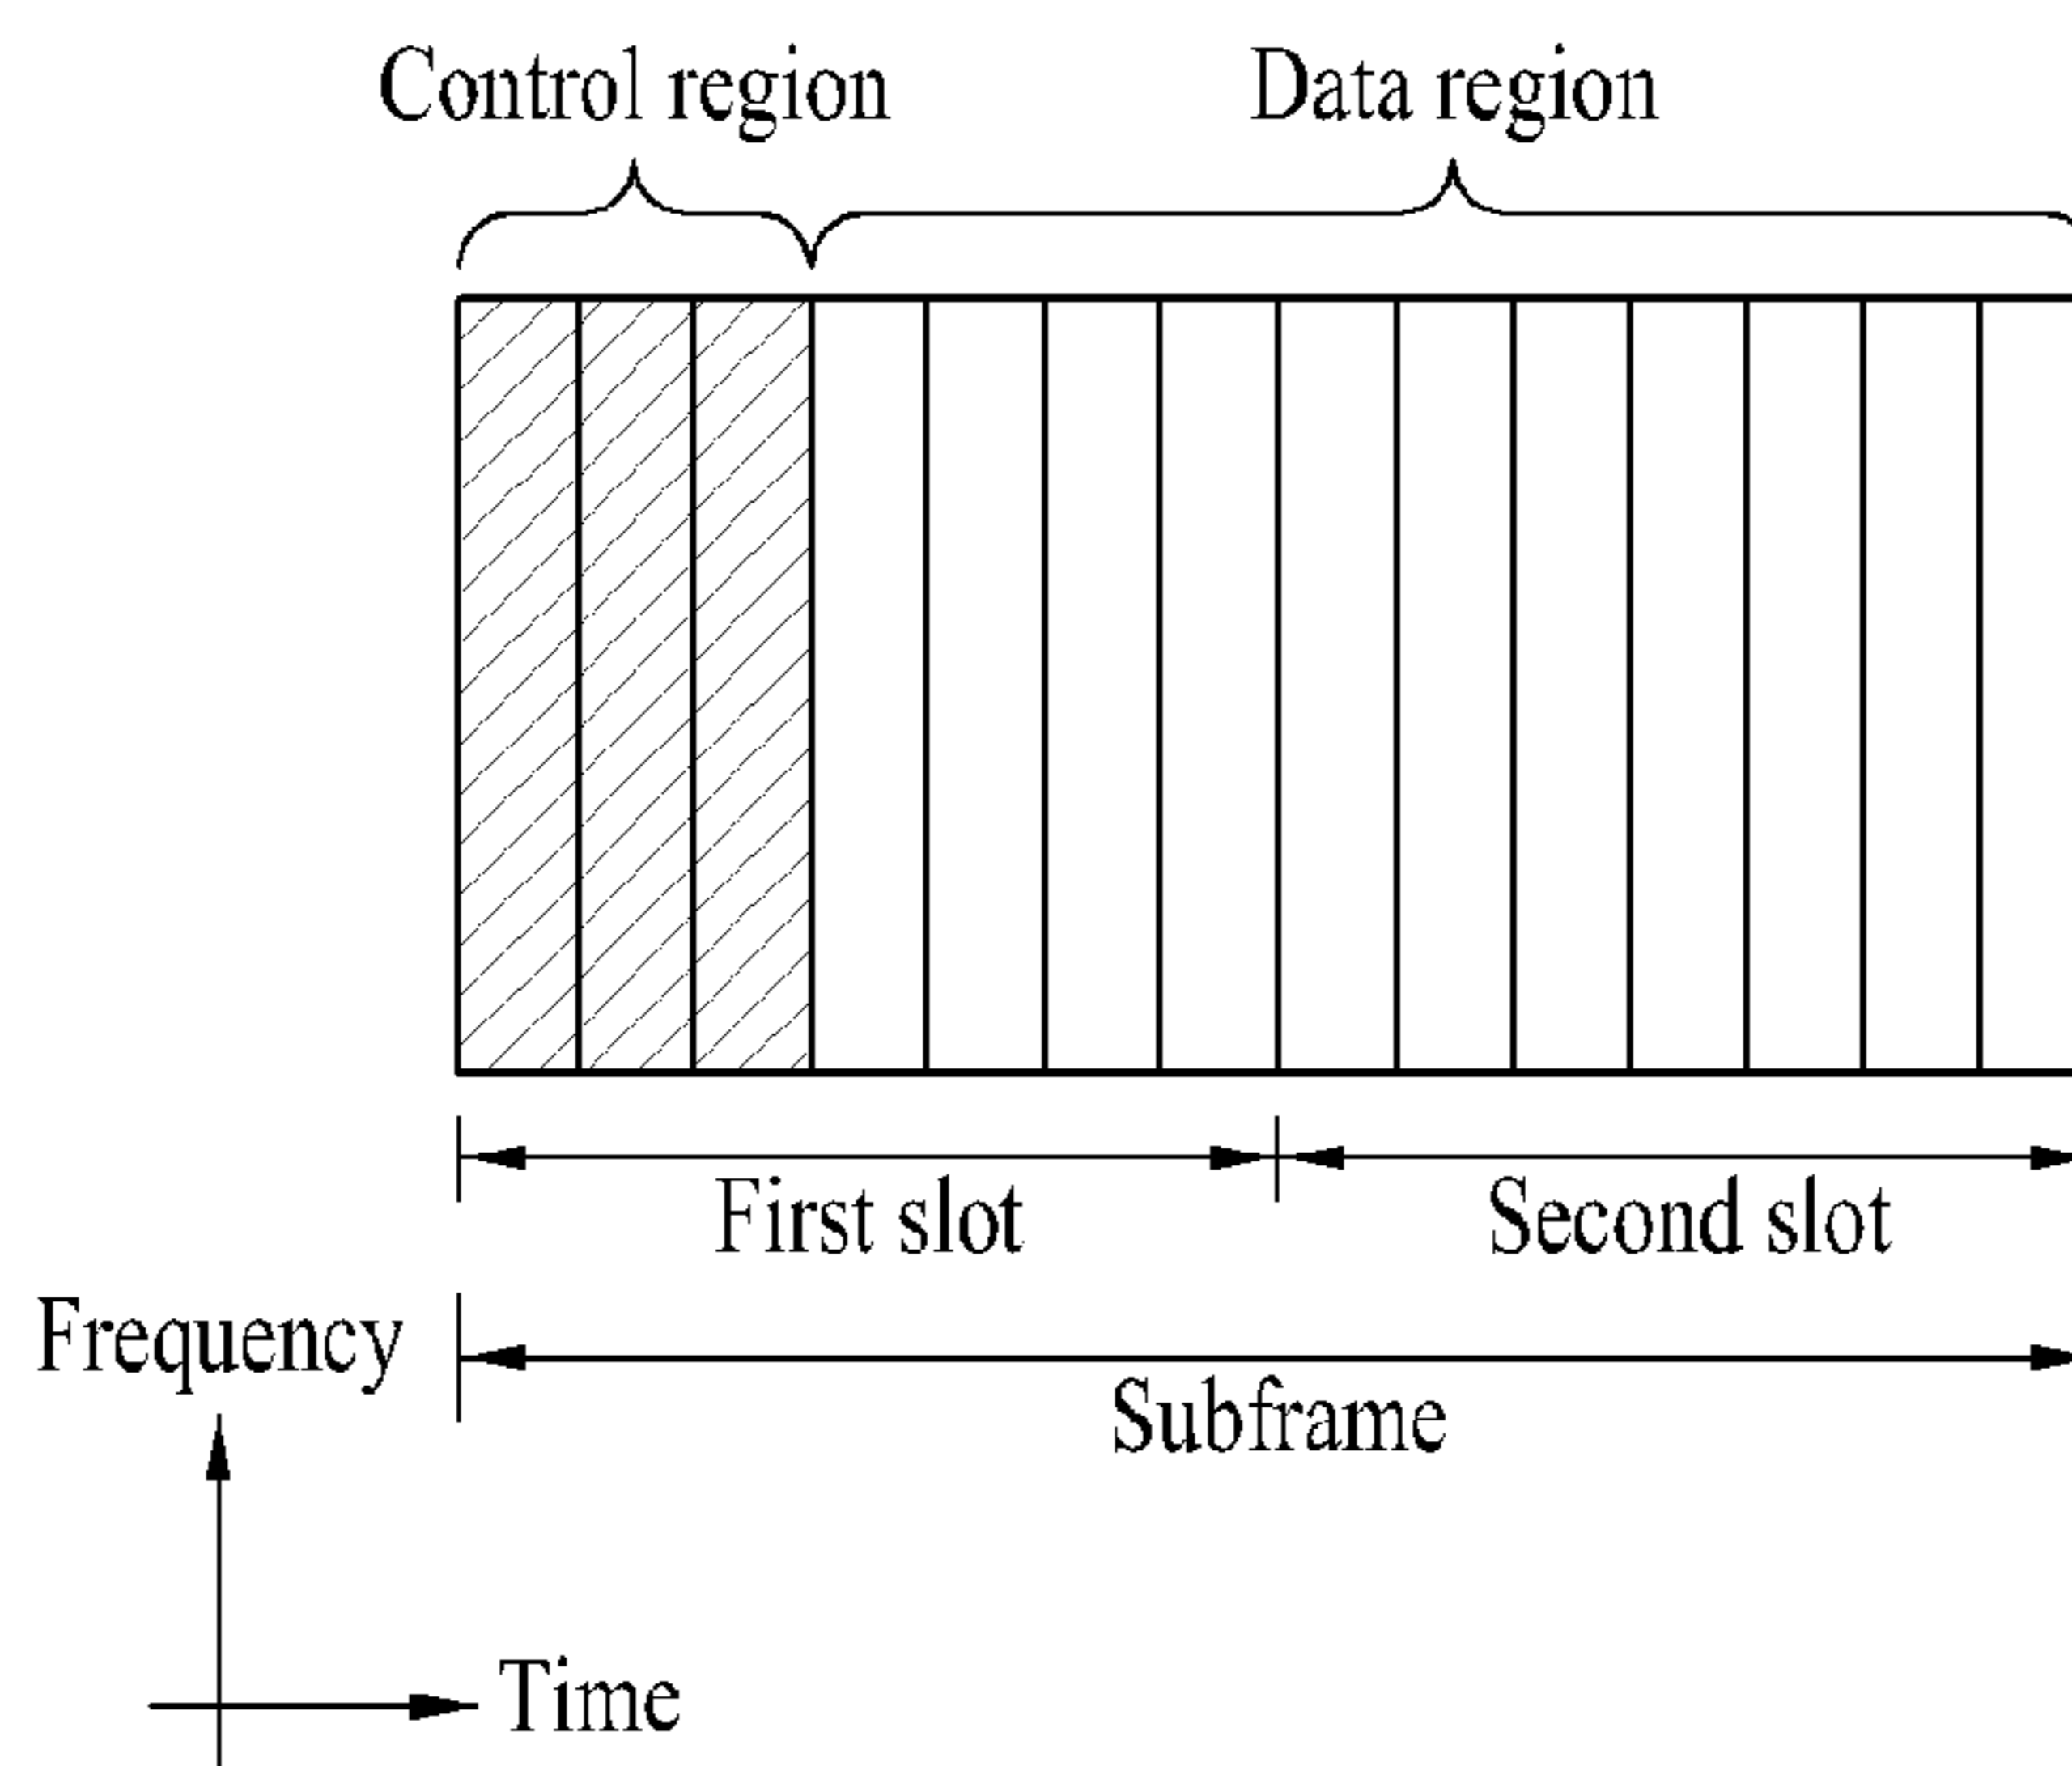 Control region
Data region
First slot
Second slot
Frequency
Subframe
Time